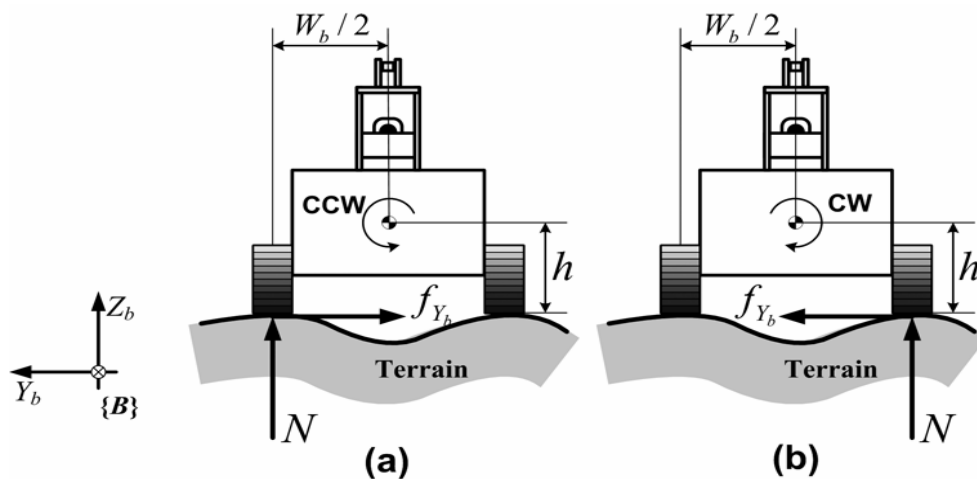 W_b / 2
W_b / 2
CCW
CW
h
h
Z_b
f_{Y_b}
f_{Y_b}
Terrain
Terrain
Y_b
{B}
N
N
(a)
(b)